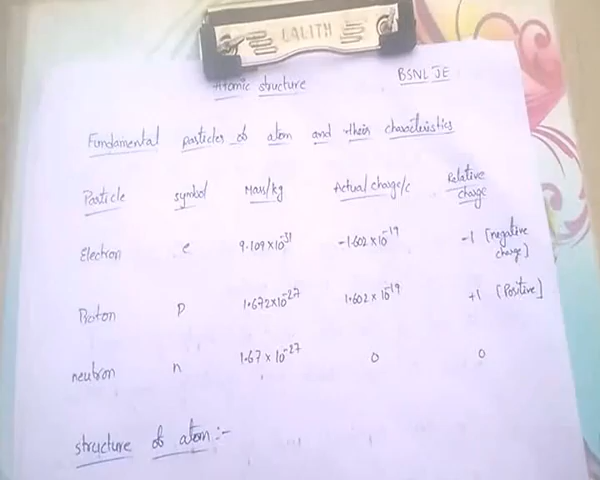 LALITH
Atomic structure
BSNL JE
Fundamental particles of atom and their characteristics
Particle symbol Mass/kg Actual charge/c Relative charge
Electron e 9.109×10⁻³¹ -1.602×10⁻¹⁹ -1 [negative charge]
Proton p 1.672×10⁻²⁷ 1.602×10⁻¹⁹ +1 [Positive]
neutron n 1.67×10⁻²⁷ 0 0
structure of atom:-